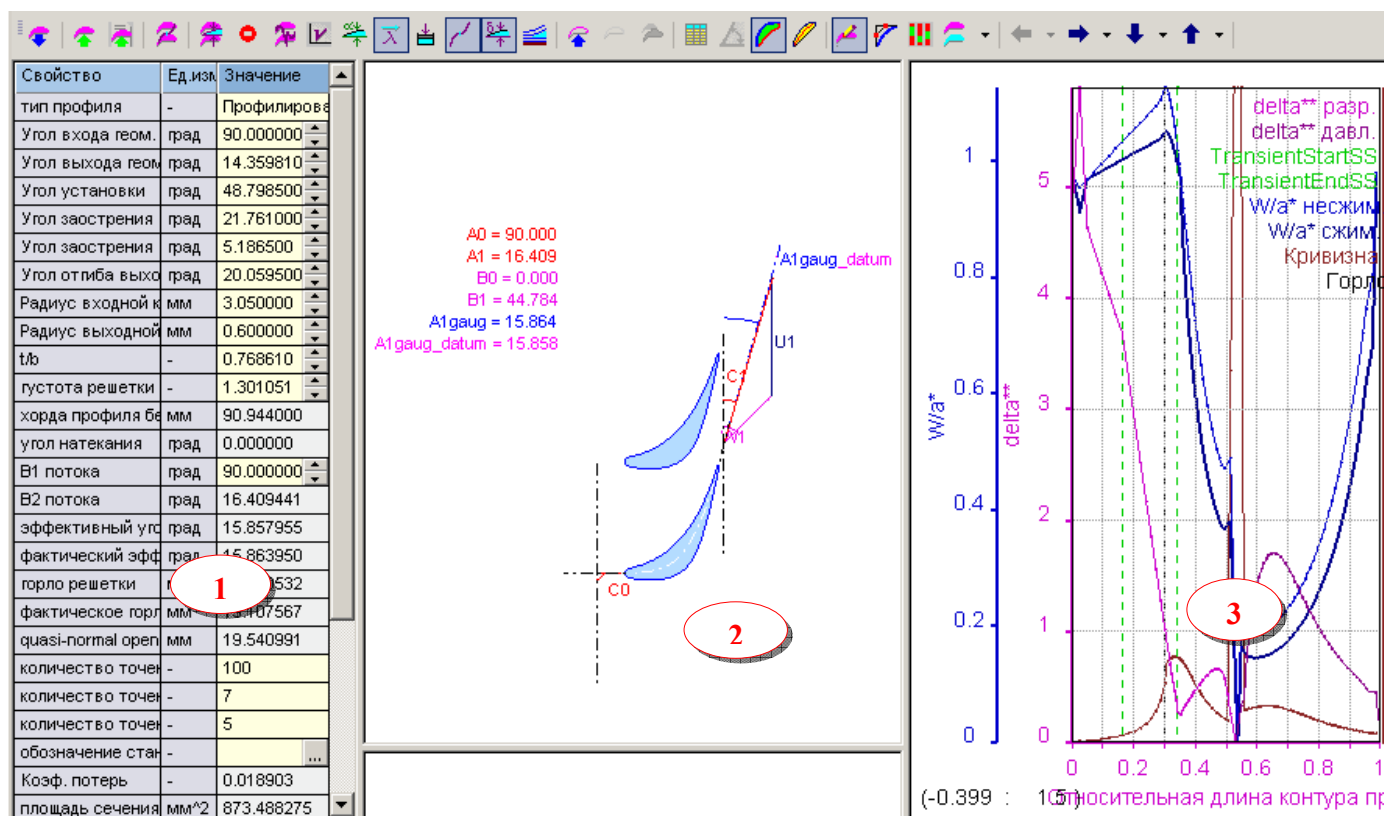 Свойство Ед.изм Значение
тип профиля - Профилирова
Угол входа геом. град 90.000000
Угол выхода геом град 14.359810
Угол установки град 48.798500
Угол заострения град 21.761000
Угол заострения град 5.186500
Угол отгиба выхо град 20.059500
Радиус входной к мм 3.050000
Радиус выходной мм 0.600000
t/b - 0.768610
густота решетки - 1.301051
хорда профиля бе мм 90.944000
угол натекания град 0.000000
B1 потока град 90.000000
B2 потока град 16.409441
эффективный уго град 15.857955
фактический эфф град 15.863950
горло решетки 532
фактическое горл мм 107567
quasi-normal open мм 19.540991
количество точек - 100
количество точек - 7
количество точек - 5
обозначение стан - ...
Коэф. потерь - 0.018903
площадь сечения мм^2 873.488275
1
A0 = 90.000
A1 = 16.409
B0 = 0.000
B1 = 44.784
A1gaug = 15.864
A1gaug_datum = 15.858
A1gaug_datum
U1
C1
C0
2
delta** разр.
delta** давл.
TransientStartSS
TransientEndSS
W/a* несжим
W/a* сжим.
Кривизна
Горло
W/a*
1
0.8
0.6
0.4
0.2
0
delta**
5
4
3
2
1
0
3
0 0.2 0.4 0.6 0.8 1
(-0.399 : 1.5) Относительная длина контура пр